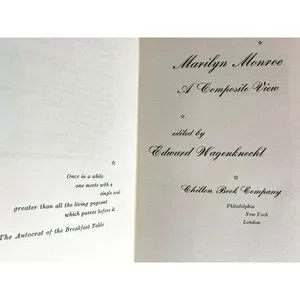 Once in a while
one meets with a
single soul
greater than all the living pageant
which passes before it.
The Autocrat of the Breakfast Table
Marilyn Monroe
A Composite View
edited by
Edward Wagenknecht
Chilton Book Company
Philadelphia
New York
London